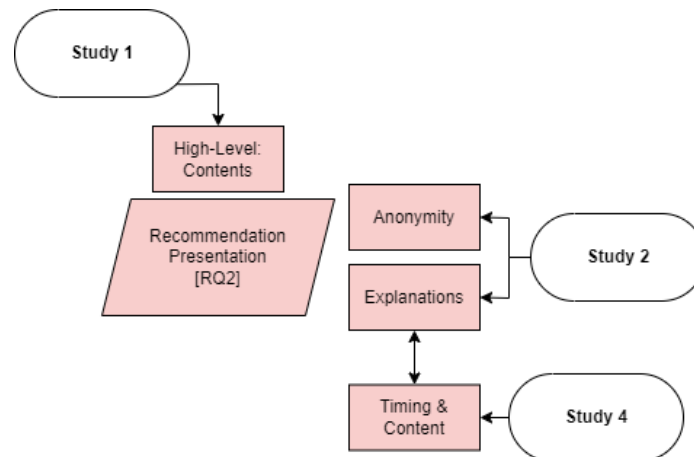 Study 1
High-Level:
Contents
Recommendation
Presentation
[RQ2]
Anonymity
Study 2
Explanations
Timing &
Content
Study 4